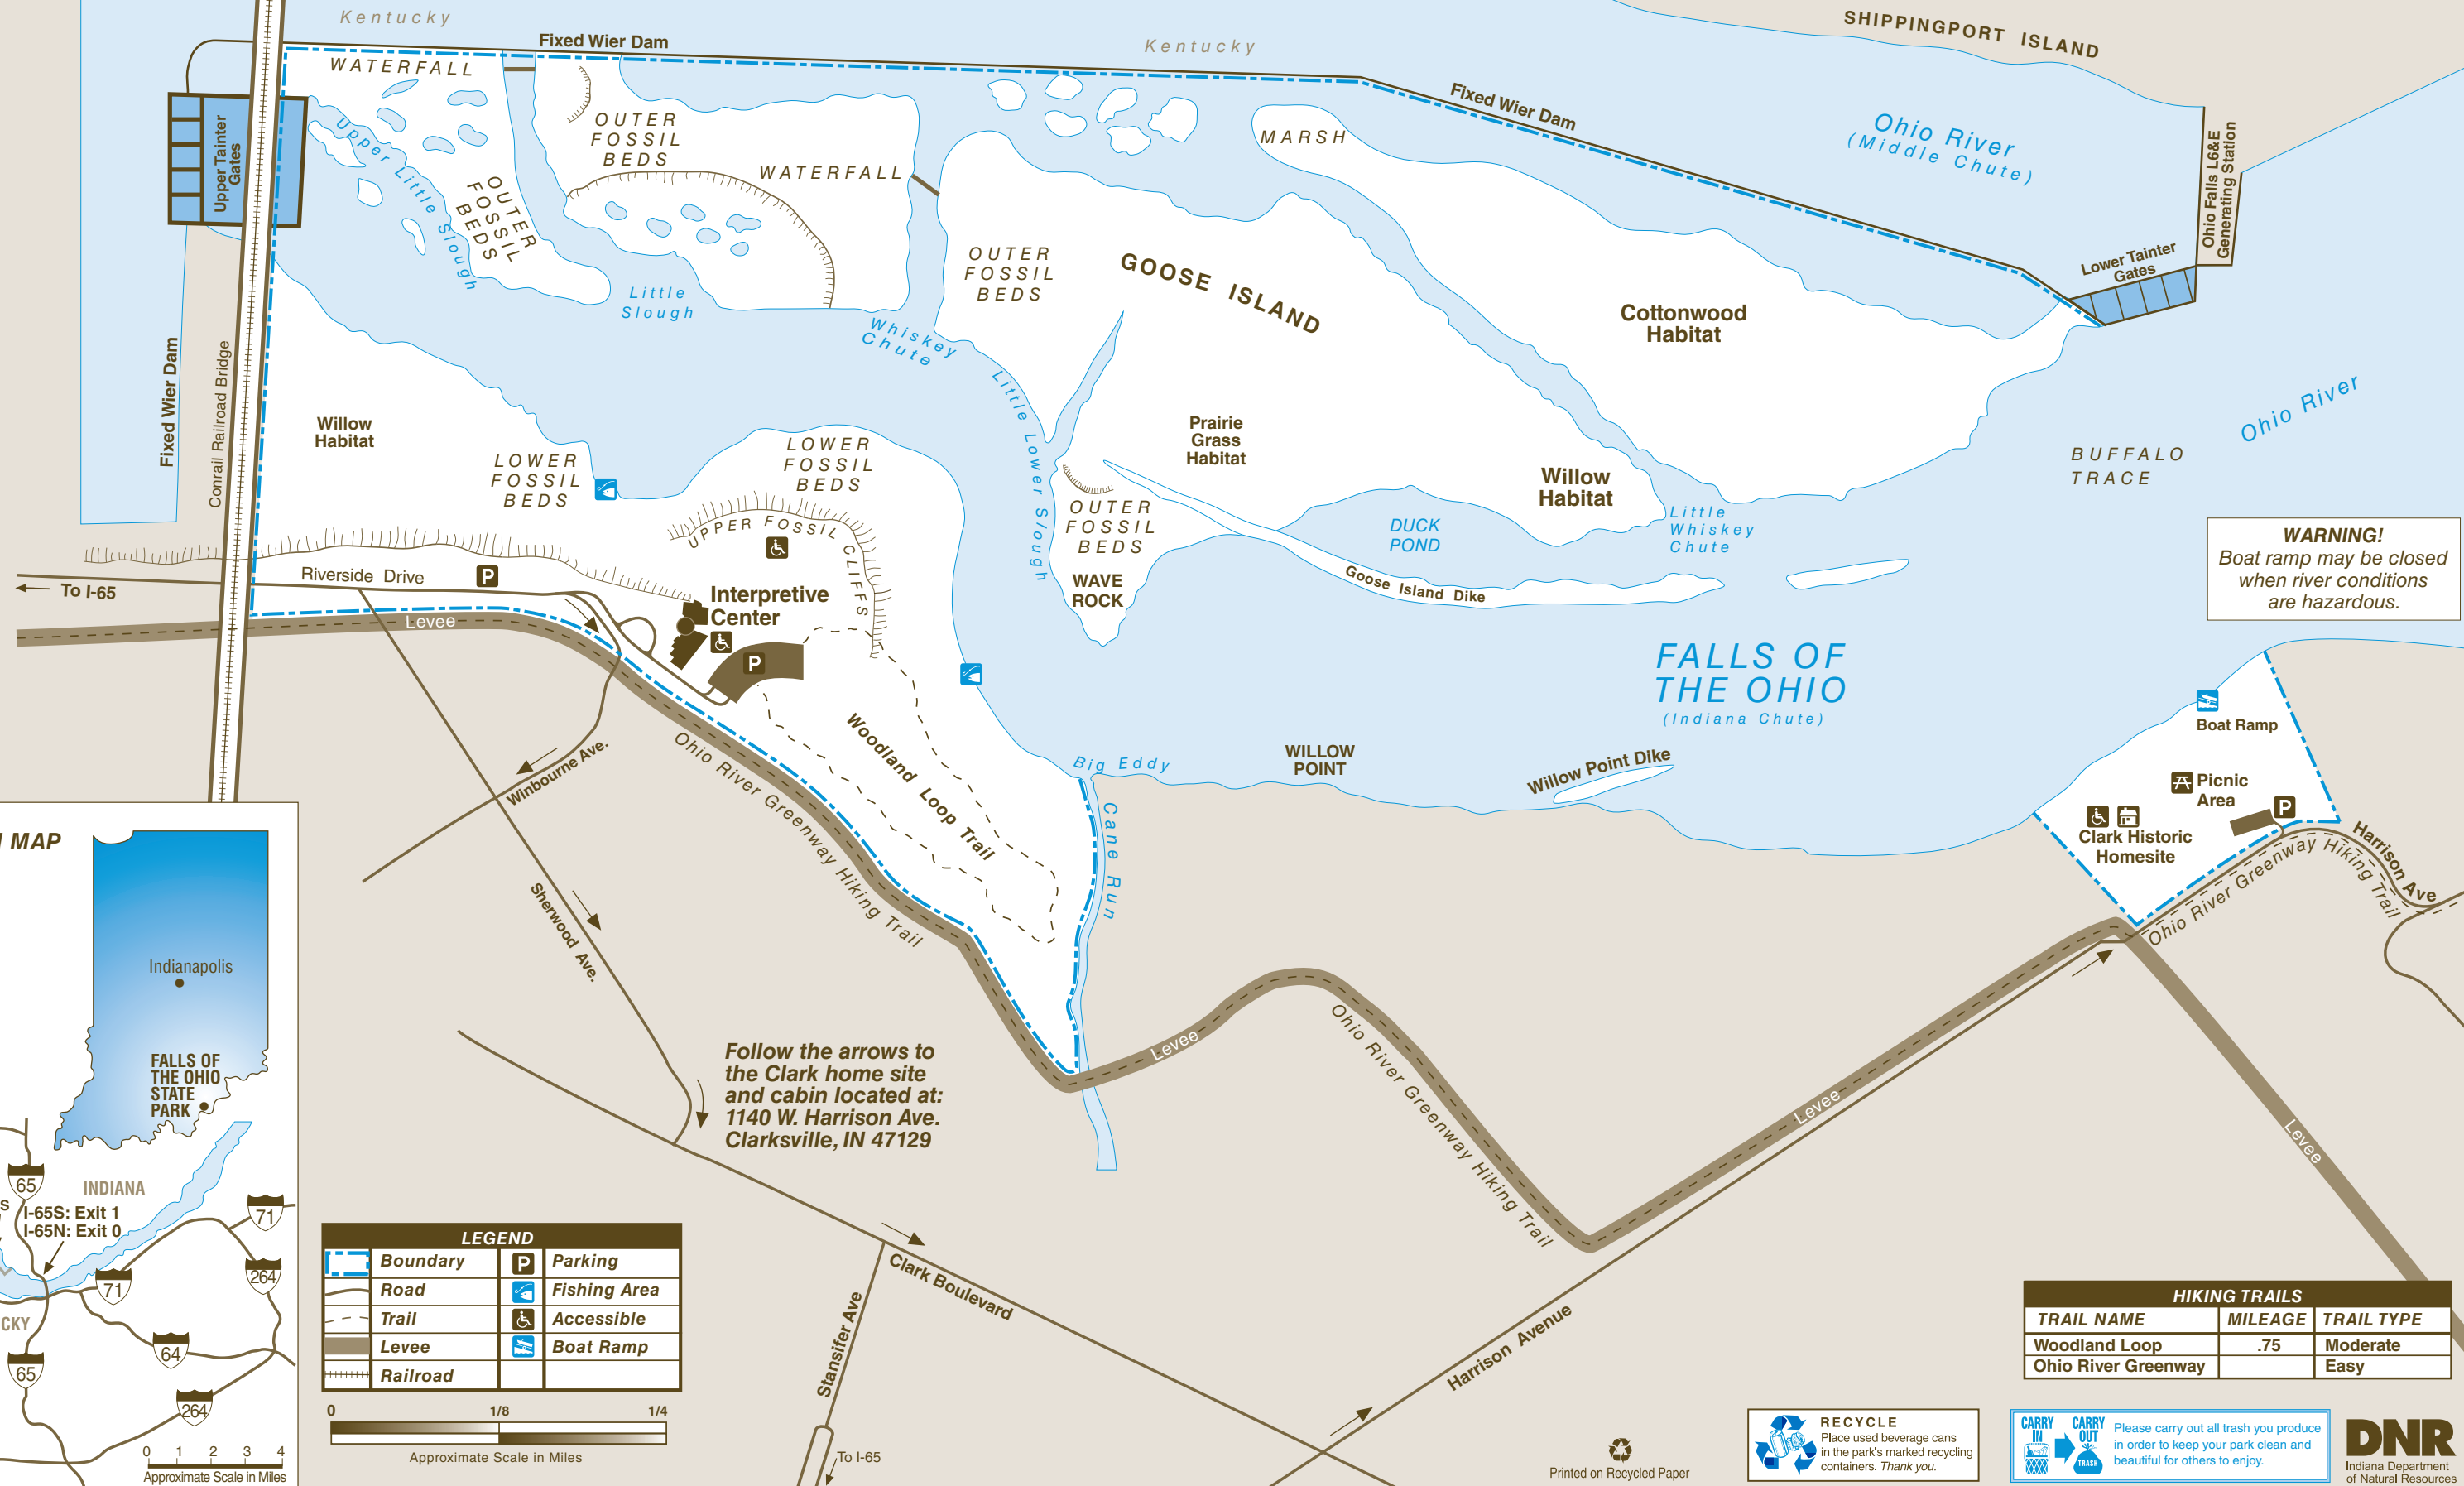 Kentucky
Fixed Wier Dam
Kentucky
SHIPPINGPORT ISLAND
WATERFALL
Fixed Wier Dam
Ohio River
(Middle Chute)
Upper Tainter
Gates
Upper Little Slough
OUTER
FOSSIL
BEDS
MARSH
Ohio Falls L6&E
Generating Station
WATERFALL
OUTER
FOSSIL
BEDS
OUTER
FOSSIL
BEDS
GOOSE ISLAND
Lower Tainter
Gates
Little
Slough
Whiskey
Chute
Cottonwood
Habitat
Fixed Wier Dam
Conrail Railroad Bridge
Little Lower Slough
Ohio River
Willow
Habitat
LOWER
FOSSIL
BEDS
LOWER
FOSSIL
BEDS
Prairie
Grass
Habitat
Willow
Habitat
BUFFALO
TRACE
OUTER
FOSSIL
BEDS
DUCK
POND
Little
Whiskey
Chute
UPPER FOSSIL CLIFFS
WARNING!
Boat ramp may be closed
when river conditions
are hazardous.
To I-65
Riverside Drive
P
WAVE
ROCK
Goose Island Dike
Interpretive
Center
Levee
P
FALLS OF
THE OHIO
(Indiana Chute)
Woodland Loop Trail
Boat Ramp
Winbourne Ave.
Ohio River Greenway Hiking Trail
Big Eddy
WILLOW
POINT
Willow Point Dike
Picnic
Area
P
Cane Run
Clark Historic
Homesite
Harrison Ave
Ohio River Greenway Hiking Trail
MAP
Sherwood Ave.
Indianapolis
FALLS OF
THE OHIO
STATE
PARK
Follow the arrows to
the Clark home site
and cabin located at:
1140 W. Harrison Ave.
Clarksville, IN 47129
Levee
Ohio River Greenway Hiking Trail
Levee
Levee
65
INDIANA
S
I-65S: Exit 1
I-65N: Exit 0
71
264
71
CKY
64
65
264
0 1 2 3 4
Approximate Scale in Miles
LEGEND
Boundary P Parking
Road Fishing Area
Trail Accessible
Levee Boat Ramp
Railroad
0 1/8 1/4
Approximate Scale in Miles
Clark Boulevard
Stansifer Ave
To I-65
Harrison Avenue
HIKING TRAILS
TRAIL NAME MILEAGE TRAIL TYPE
Woodland Loop .75 Moderate
Ohio River Greenway Easy
Printed on Recycled Paper
RECYCLE
Place used beverage cans
in the park's marked recycling
containers. Thank you.
CARRY
IN
CARRY
OUT
TRASH
Please carry out all trash you produce
in order to keep your park clean and
beautiful for others to enjoy.
DNR
Indiana Department
of Natural Resources